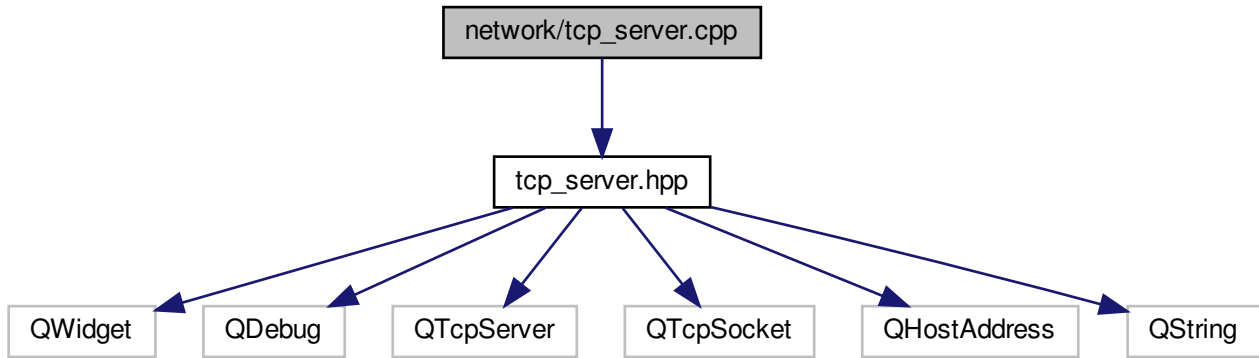 network/tcp_server.cpp
tcp_server.hpp
QWidget
QDebug
QTcpServer
QTcpSocket
QHostAddress
QString